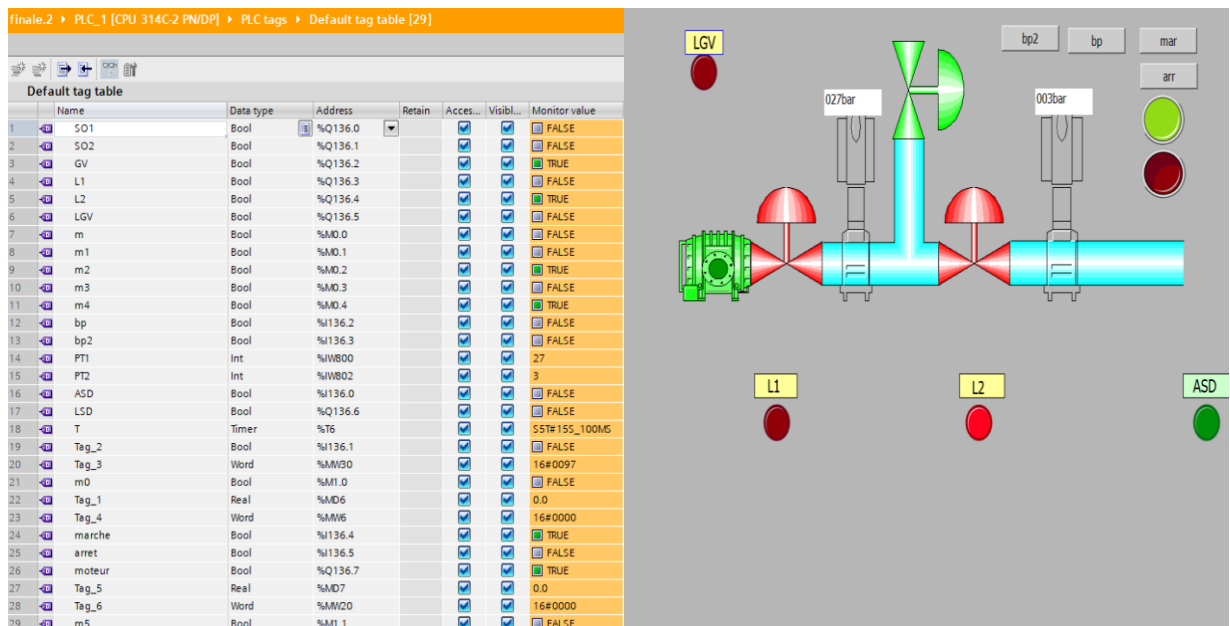 finale.2 ▸ PLC_1 [CPU 314C-2 PN/DP] ▸ PLC tags ▸ Default tag table [29]
Default tag table
Name Data type Address Retain Acces... Visibl... Monitor value
1 SO1 Bool %Q136.0 FALSE
2 SO2 Bool %Q136.1 FALSE
3 GV Bool %Q136.2 TRUE
4 L1 Bool %Q136.3 FALSE
5 L2 Bool %Q136.4 TRUE
6 LGV Bool %Q136.5 FALSE
7 m Bool %M0.0 FALSE
8 m1 Bool %M0.1 FALSE
9 m2 Bool %M0.2 TRUE
10 m3 Bool %M0.3 FALSE
11 m4 Bool %M0.4 TRUE
12 bp Bool %I136.2 FALSE
13 bp2 Bool %I136.3 FALSE
14 PT1 Int %IW800 27
15 PT2 Int %IW802 3
16 ASD Bool %I136.0 FALSE
17 LSD Bool %Q136.6 FALSE
18 T Timer %T6 S5T#15S_100MS
19 Tag_2 Bool %I136.1 FALSE
20 Tag_3 Word %MW30 16#0097
21 m0 Bool %M1.0 FALSE
22 Tag_1 Real %MD6 0.0
23 Tag_4 Word %MW6 16#0000
24 marche Bool %I136.4 TRUE
25 arret Bool %I136.5 FALSE
26 moteur Bool %Q136.7 TRUE
27 Tag_5 Real %MD7 0.0
28 Tag_6 Word %MW20 16#0000
29 m5 Bool %M1.1 FALSE
LGV
bp2 bp mar
arr
027bar 003bar
L1 L2 ASD